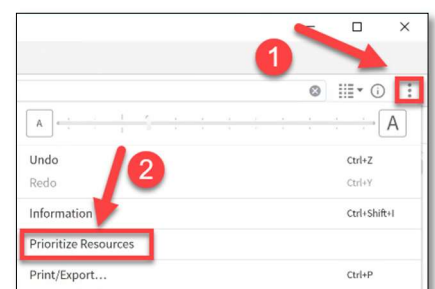 1
A
A
Undo Ctrl+Z
2
Redo Ctrl+Y
Information Ctrl+Shift+I
Prioritize Resources
Print/Export... Ctrl+P